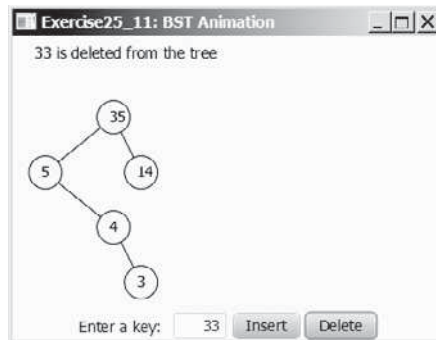 Exercise25_11: BST Animation
33 is deleted from the tree
35
5
14
4
3
Enter a key: 33 Insert Delete